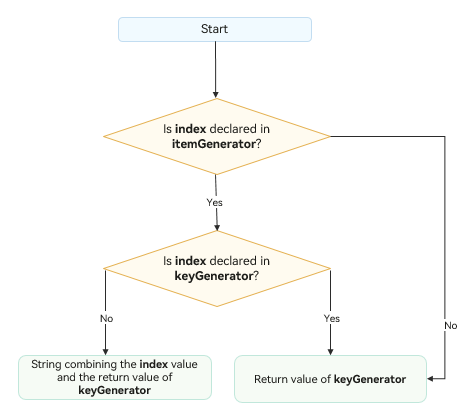 Start
Is index declared in
itemGenerator?
Yes
Is index declared in
keyGenerator?
No
Yes
No
String combining the index value
and the return value of
keyGenerator
Return value of keyGenerator